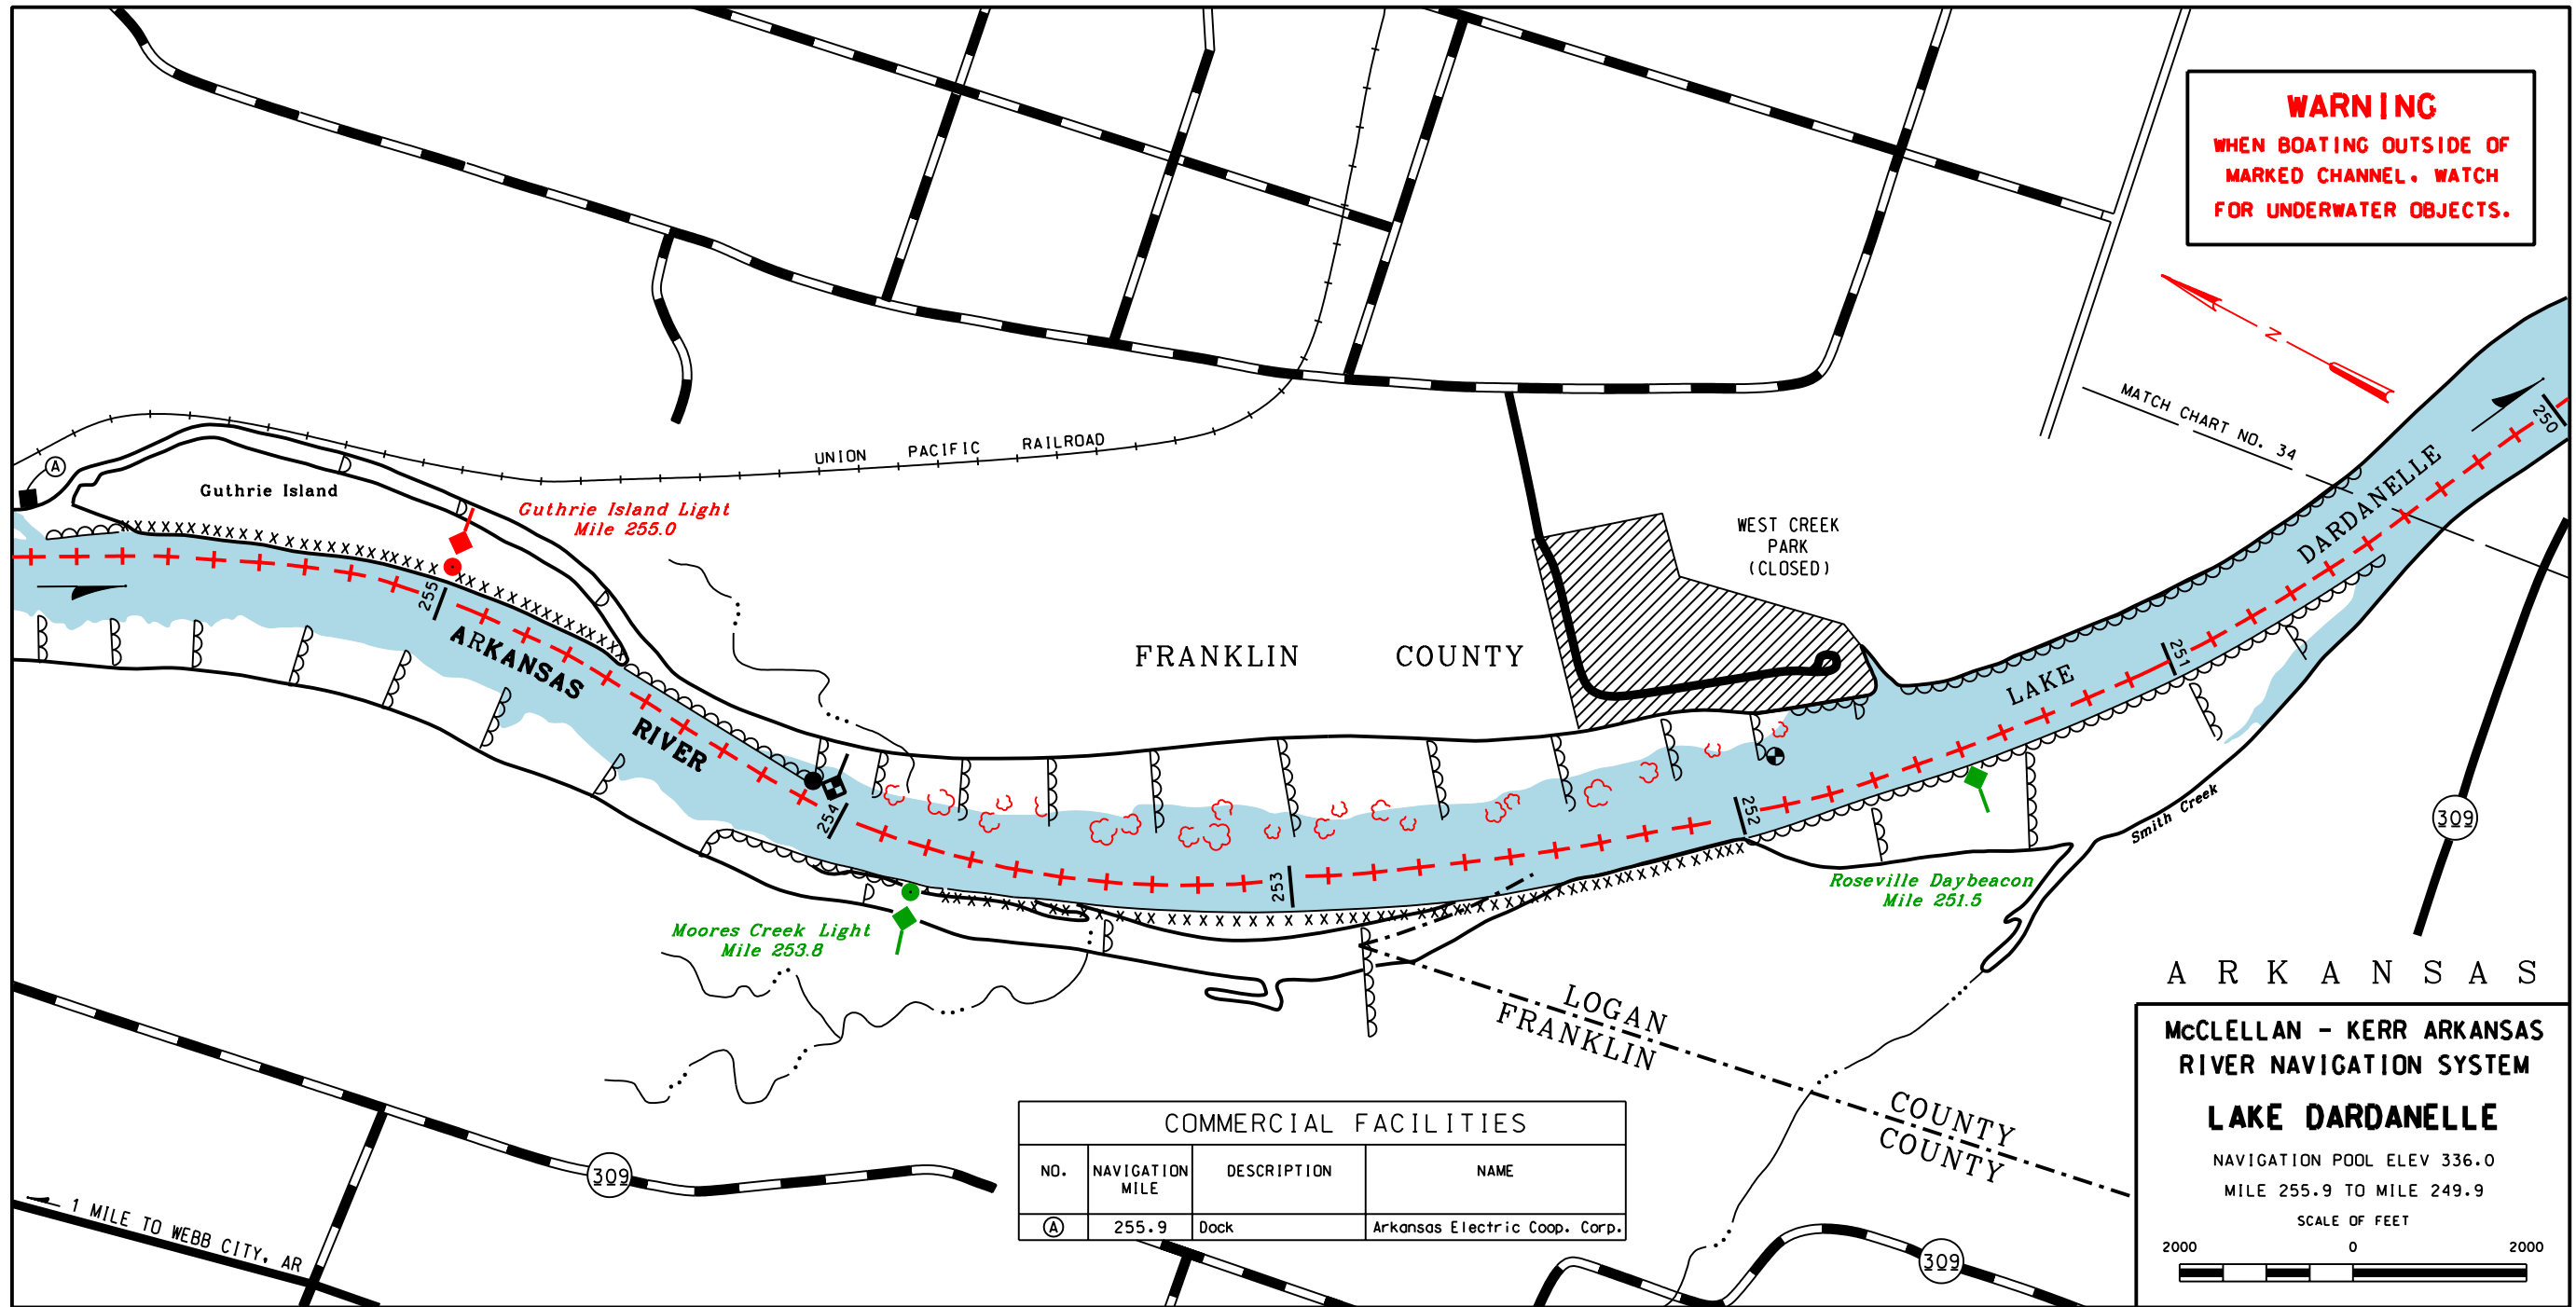 WARNING
WHEN BOATING OUTSIDE OF
MARKED CHANNEL. WATCH
FOR UNDERWATER OBJECTS.
N
MATCH CHART NO. 34
250
UNION PACIFIC RAILROAD
A
Guthrie Island
Guthrie Island Light
Mile 255.0
WEST CREEK
PARK
(CLOSED)
LAKE DARDANELLE
255
ARKANSAS
RIVER
FRANKLIN COUNTY
251
254
252
253
Smith Creek
309
Roseville Daybeacon
Mile 251.5
Moores Creek Light
Mile 253.8
ARKANSAS
LOGAN COUNTY
FRANKLIN COUNTY
309
1 MILE TO WEBB CITY, AR
309
COMMERCIAL FACILITIES
NO. NAVIGATION MILE DESCRIPTION NAME
A 255.9 Dock Arkansas Electric Coop. Corp.
McCLELLAN - KERR ARKANSAS
RIVER NAVIGATION SYSTEM
LAKE DARDANELLE
NAVIGATION POOL ELEV 336.0
MILE 255.9 TO MILE 249.9
SCALE OF FEET
2000 0 2000